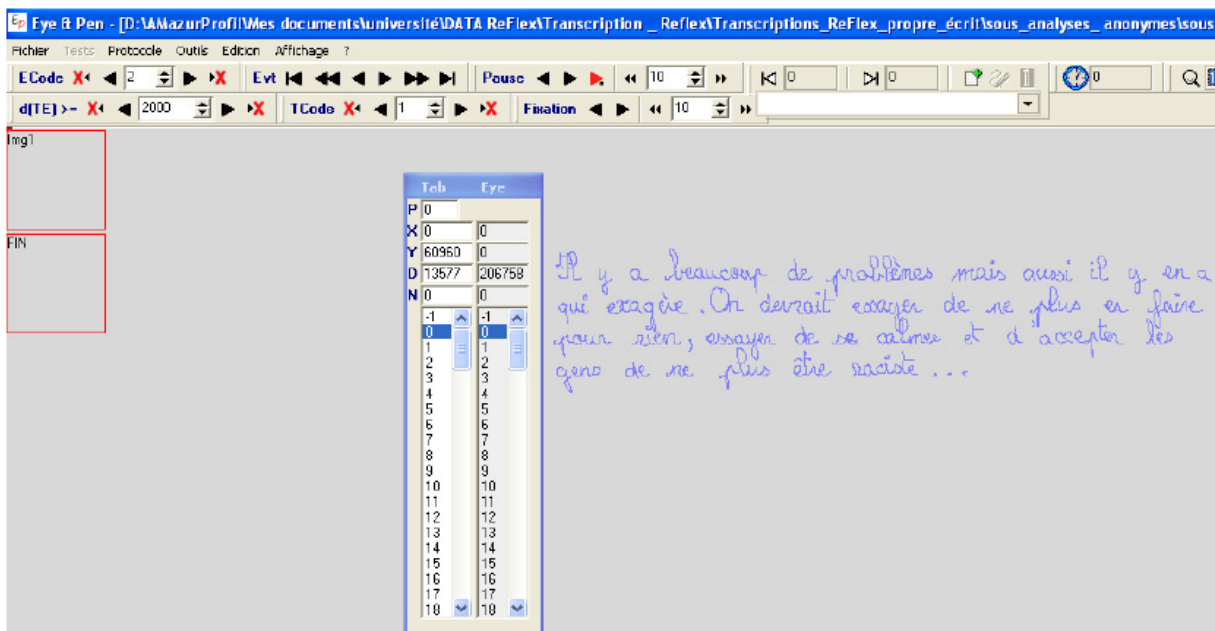 Eye & Pen - [D:\AMazurProfil\Mes documents\université\DATA ReFlex\Transcription _ Reflex\Transcriptions_ReFlex_propre_écrit\sous_analyses_ anonymes\sous
Fichier Tests Protocole Outils Edition Affichage ?
ECode 2 Evt Pause 10 0 0 0
d(TE) >= 2000 TCode 1 Fixation 10
Img1
FIN
Tab Eye
P 0
X 0 0
Y 60960 0
D 13577 206758
N 0 0
-1 -1
0 0
1 1
2 2
3 3
4 4
5 5
6 6
7 7
8 8
9 9
10 10
11 11
12 12
13 13
14 14
15 15
16 16
17 17
18 18
Il y a beaucoup de problèmes mais aussi il y en a
qui exagère. On devrait essayer de ne plus en faire
pour rien, essayer de se calmer et d'accepter les
gens de ne plus être raciste ...